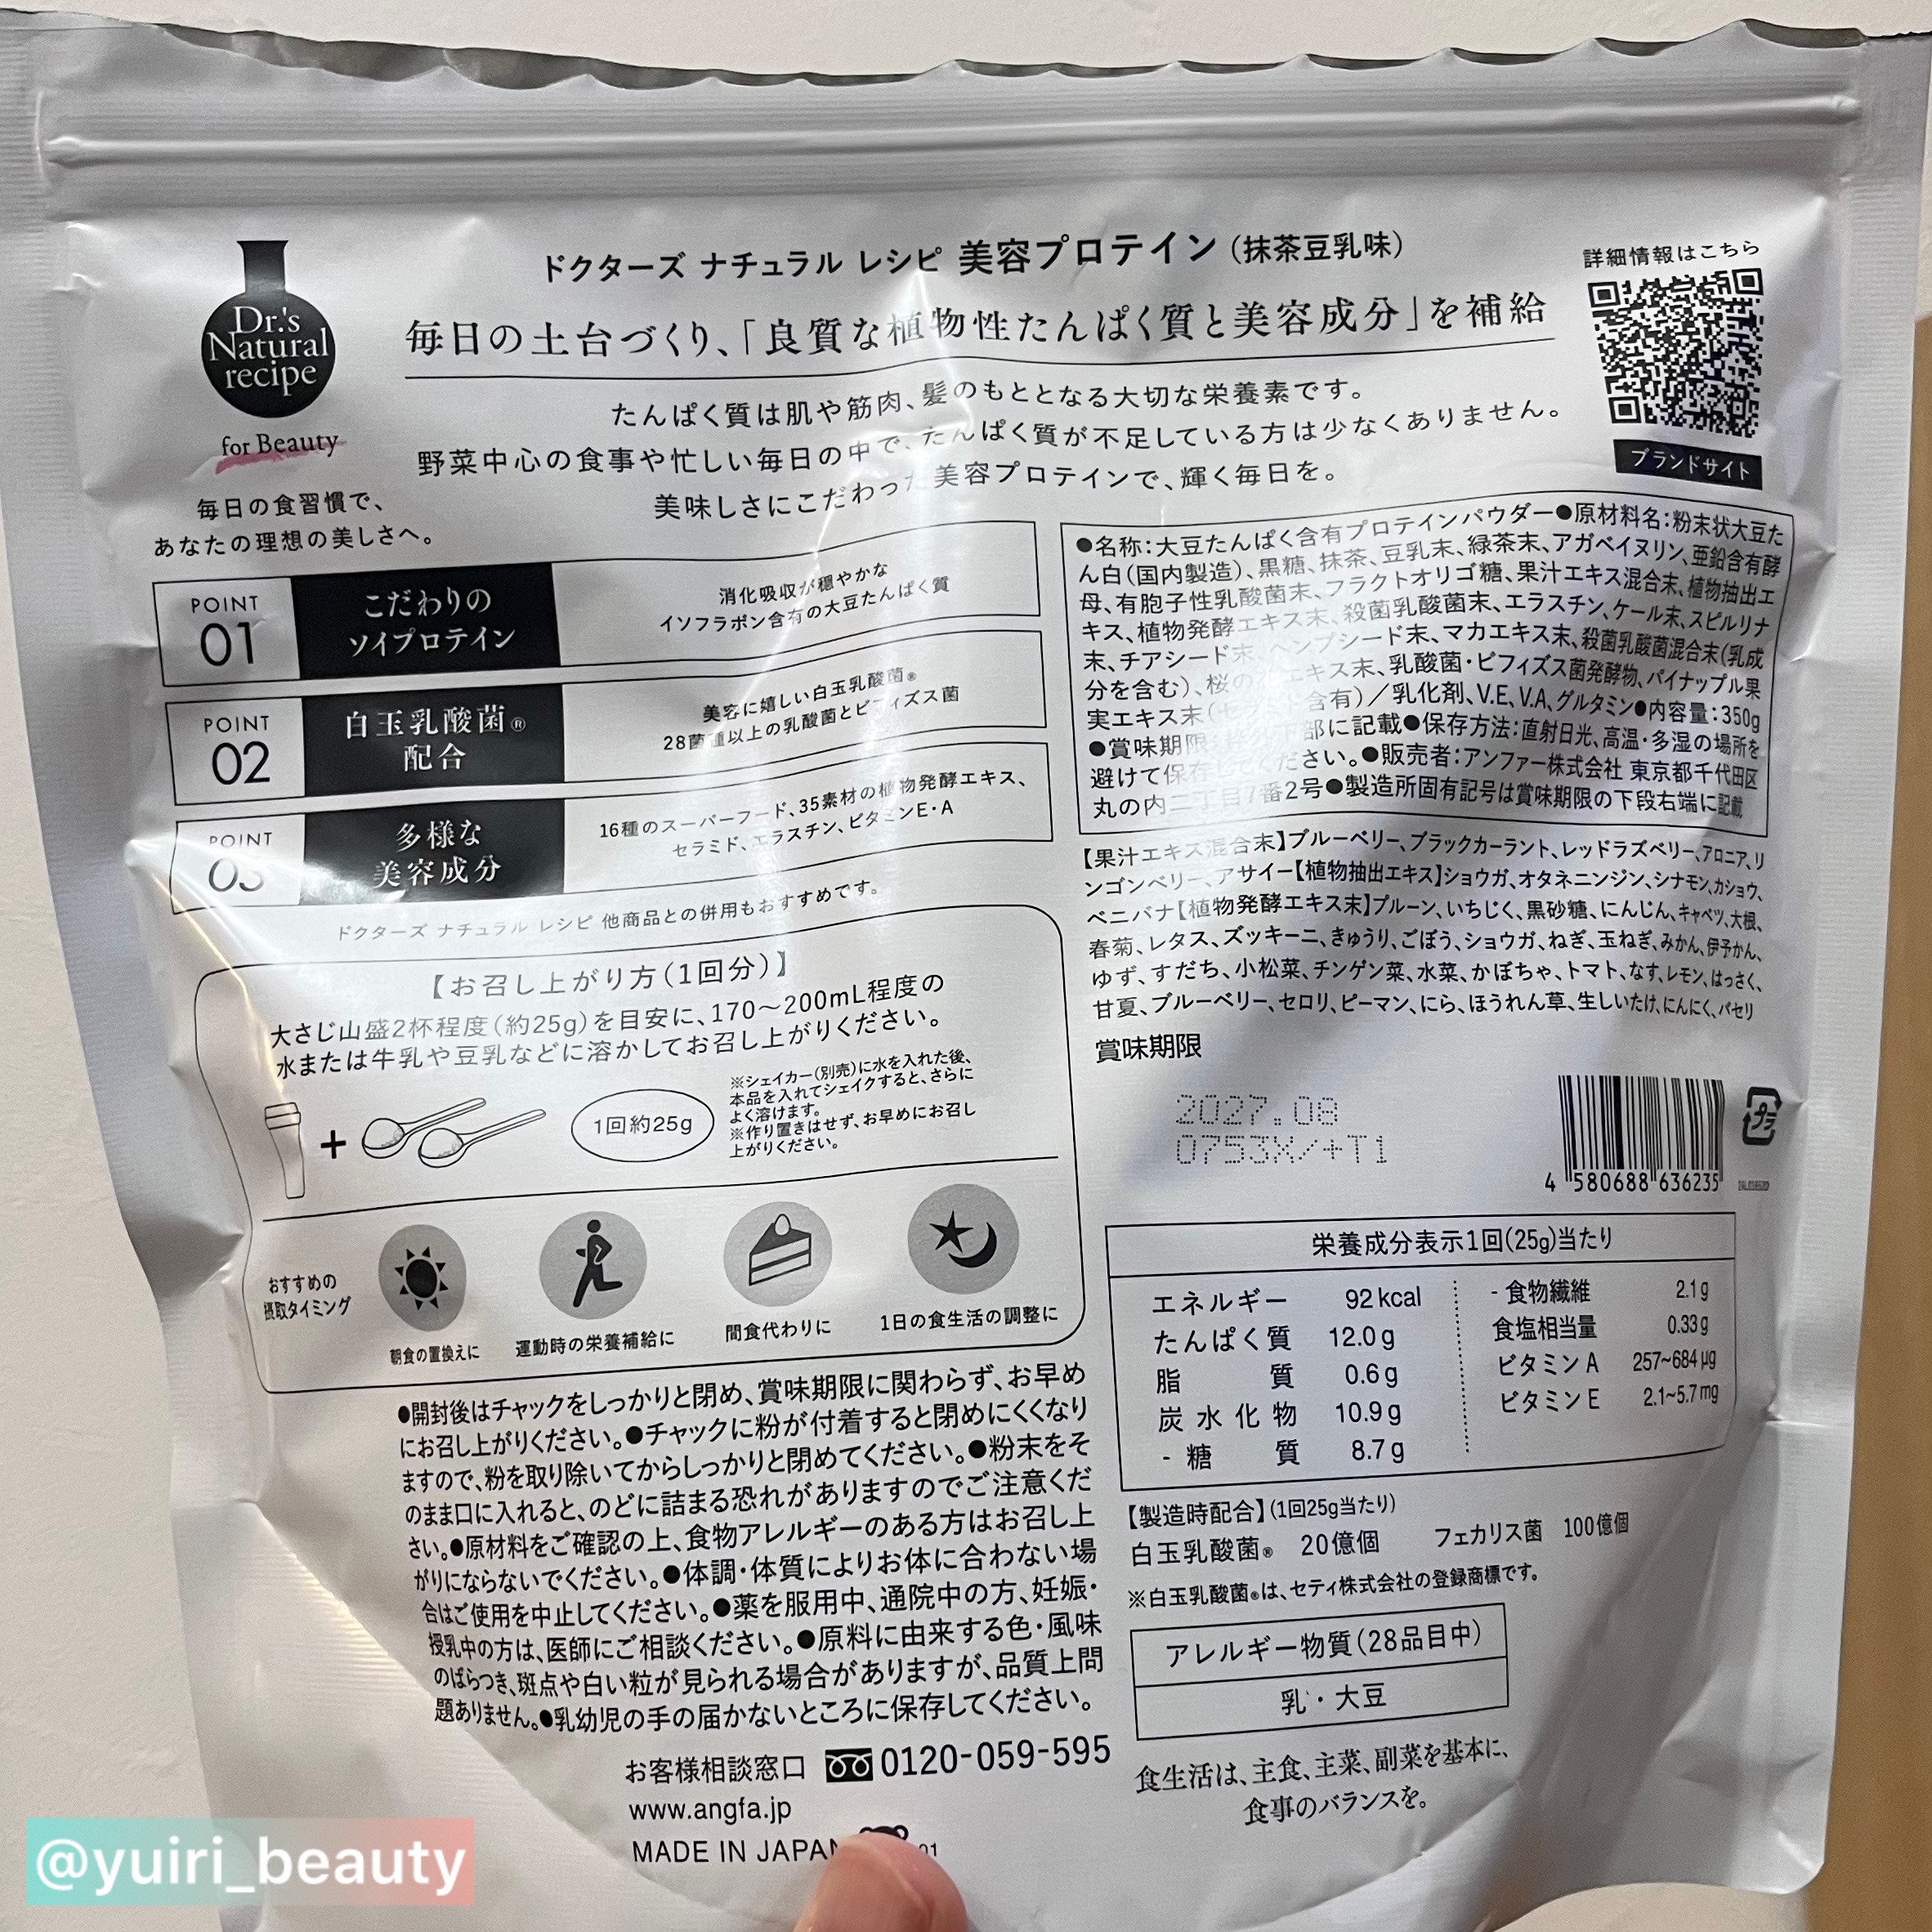 ドクターズ ナチュラル レシピ 美容プロテイン（抹茶豆乳味）
毎日の土台づくり、「良質な植物性たんぱく質と美容成分」を補給
たんぱく質は肌や筋肉、髪のもととなる大切な栄養素です。
野菜中心の食事や忙しい毎日の中で、たんぱく質が不足している方は少なくありません。
美味しさにこだわった美容プロテインで、輝く毎日を。
Dr.'s
Natural
recipe
for Beauty
毎日の食習慣で、
あなたの理想の美しさへ。
詳細情報はこちら
ブランドサイト
POINT
01
こだわりの
ソイプロテイン
消化吸収が穏やかな
イソフラボン含有の大豆たんぱく質
POINT
02
白玉乳酸菌®
配合
美容に嬉しい白玉乳酸菌®
28菌種以上の乳酸菌とビフィズス菌
POINT
03
多様な
美容成分
16種のスーパーフード、35素材の植物発酵エキス、
セラミド、エラスチン、ビタミンE・A
ドクターズ ナチュラル レシピ 他商品との併用もおすすめです。
【お召し上がり方（1回分）】
大さじ山盛2杯程度（約25g）を目安に、170〜200mL程度の
水または牛乳や豆乳などに溶かしてお召し上がりください。
+
1回約25g
※シェイカー（別売）に水を入れた後、
本品を入れてシェイクすると、さらに
よく溶けます。
※作り置きはせず、お早めにお召し
上がりください。
おすすめの
摂取タイミング
朝食の置換えに
運動時の栄養補給に
間食代わりに
1日の食生活の調整に
●開封後はチャックをしっかりと閉め、賞味期限に関わらず、お早め
にお召し上がりください。●チャックに粉が付着すると閉めにくくなり
ますので、粉を取り除いてからしっかりと閉めてください。●粉末をそ
のまま口に入れると、のどに詰まる恐れがありますのでご注意くだ
さい。●原材料をご確認の上、食物アレルギーのある方はお召し上
がりにならないでください。●体調・体質によりお体に合わない場
合はご使用を中止してください。●薬を服用中、通院中の方、妊娠・
授乳中の方は、医師にご相談ください。●原料に由来する色・風味
のばらつき、斑点や白い粒が見られる場合がありますが、品質上問
題ありません。●乳幼児の手の届かないところに保存してください。
お客様相談窓口 0120-059-595
www.angfa.jp
MADE IN JAPAN
01
●名称：大豆たんぱく含有プロテインパウダー●原材料名：粉末状大豆た
ん白（国内製造）、黒糖、抹茶、豆乳末、緑茶末、アガベイヌリン、亜鉛含有酵
母、有胞子性乳酸菌末、フラクトオリゴ糖、果汁エキス混合末、植物抽出エ
キス、植物発酵エキス末、殺菌乳酸菌末、エラスチン、ケール末、スピルリナ
末、チアシード末、ヘンプシード末、マカエキス末、殺菌乳酸菌混合末（乳成
分を含む）、桜の エキス末、乳酸菌・ビフィズス菌発酵物、パイナップル果
実エキス末（セラミド含有）／乳化剤、V.E、V.A、グルタミン●内容量：350g
●賞味期限： 部に記載●保存方法：直射日光、高温・多湿の場所を
避けて保存してください。●販売者：アンファー株式会社 東京都千代田区
丸の内二丁目7番2号●製造所固有記号は賞味期限の下段右端に記載
【果汁エキス混合末】ブルーベリー、ブラックカーラント、レッドラズベリー、アロニア、リ
ンゴンベリー、アサイー【植物抽出エキス】ショウガ、オタネニンジン、シナモン、カショウ、
ベニバナ【植物発酵エキス末】プルーン、いちじく、黒砂糖、にんじん、キャベツ、大根、
春菊、レタス、ズッキーニ、きゅうり、ごぼう、ショウガ、ねぎ、玉ねぎ、みかん、伊予かん、
ゆず、すだち、小松菜、チンゲン菜、水菜、かぼちゃ、トマト、なす、レモン、はっさく、
甘夏、ブルーベリー、セロリ、ピーマン、にら、ほうれん草、生しいたけ、にんにく、パセリ
賞味期限
2027.08
0753X/+T1
4 580688 636235
プラ
栄養成分表示1回(25g)当たり
エネルギー 92kcal
たんぱく質 12.0g
脂質 0.6g
炭水化物 10.9g
- 糖質 8.7g
- 食物繊維 2.1g
食塩相当量 0.33g
ビタミンA 257~684μg
ビタミンE 2.1~5.7mg
【製造時配合】(1回25g当たり)
白玉乳酸菌® 20億個 フェカリス菌 100億個
※白玉乳酸菌®は、セティ株式会社の登録商標です。
アレルギー物質（28品目中）
乳・大豆
食生活は、主食、主菜、副菜を基本に、
食事のバランスを。
@yuiri_beauty